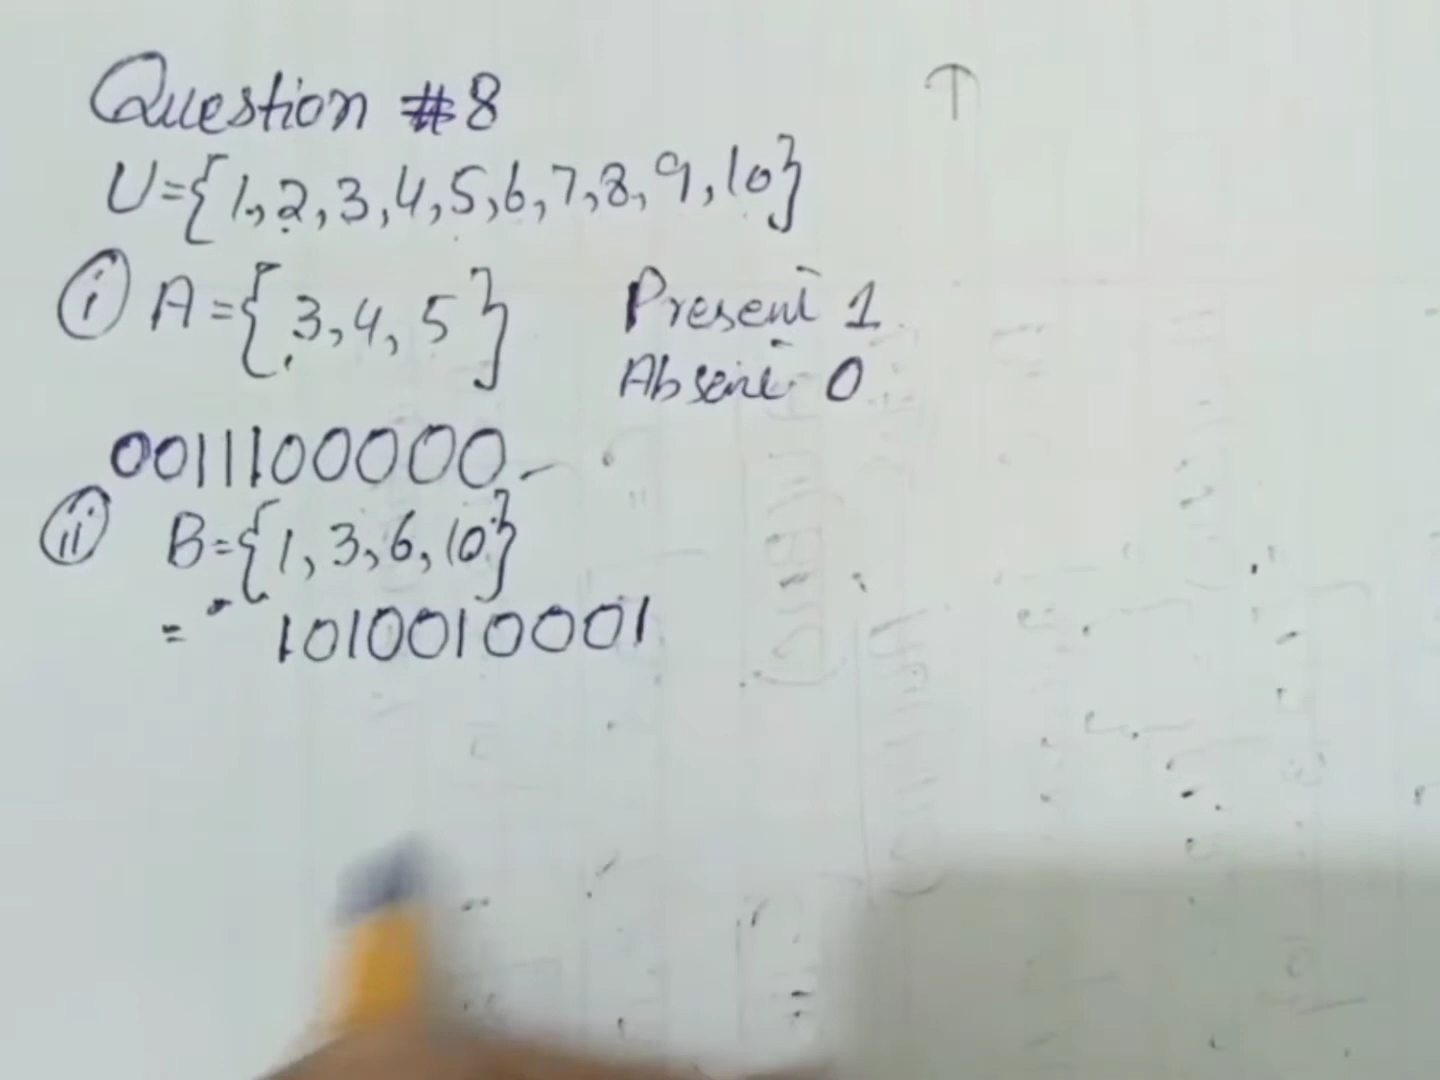 Question #8
U={1,2,3,4,5,6,7,8,9,10}
i A={3,4,5}
Present 1
Absent 0
0011100000
ii B={1,3,6,10}
= 1010010001